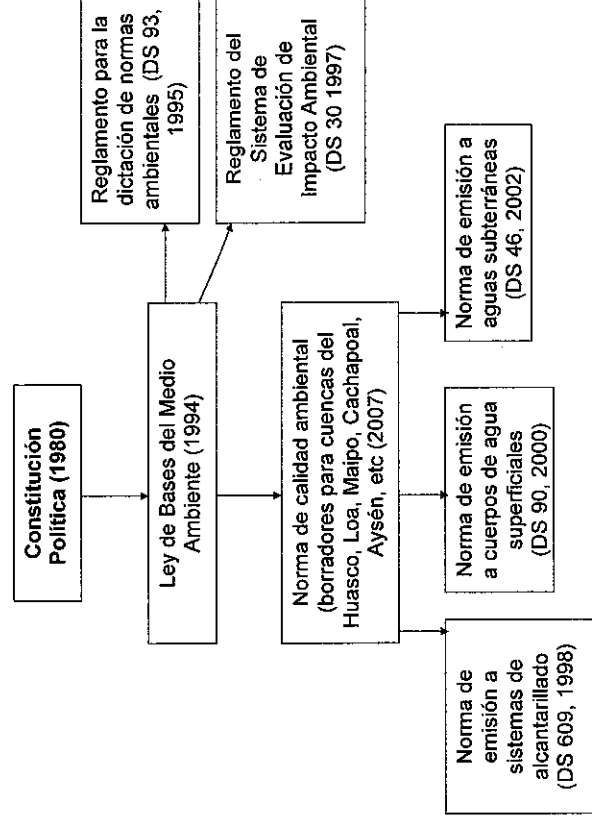 Constitución
Política (1980)
Ley de Bases del Medio
Ambiente (1994)
Reglamento para la
dictación de normas
ambientales (DS 93,
1995)
Reglamento del
Sistema de
Evaluación de
Impacto Ambiental
(DS 30 1997)
Norma de calidad ambiental
(borradores para cuencas del
Huasco, Loa, Maipo, Cachapoal,
Aysén, etc (2007)
Norma de
emisión a
sistemas de
alcantarillado
(DS 609, 1998)
Norma de emisión
a cuerpos de agua
superficiales
(DS 90, 2000)
Norma de emisión a
aguas subterráneas
(DS 46, 2002)